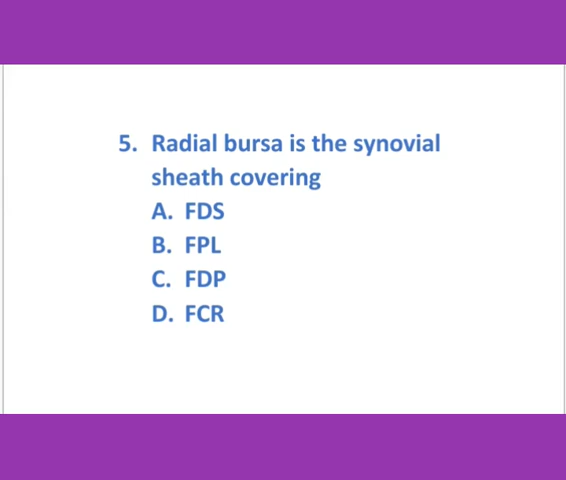 5. Radial bursa is the synovial
sheath covering
A. FDS
B. FPL
C. FDP
D. FCR